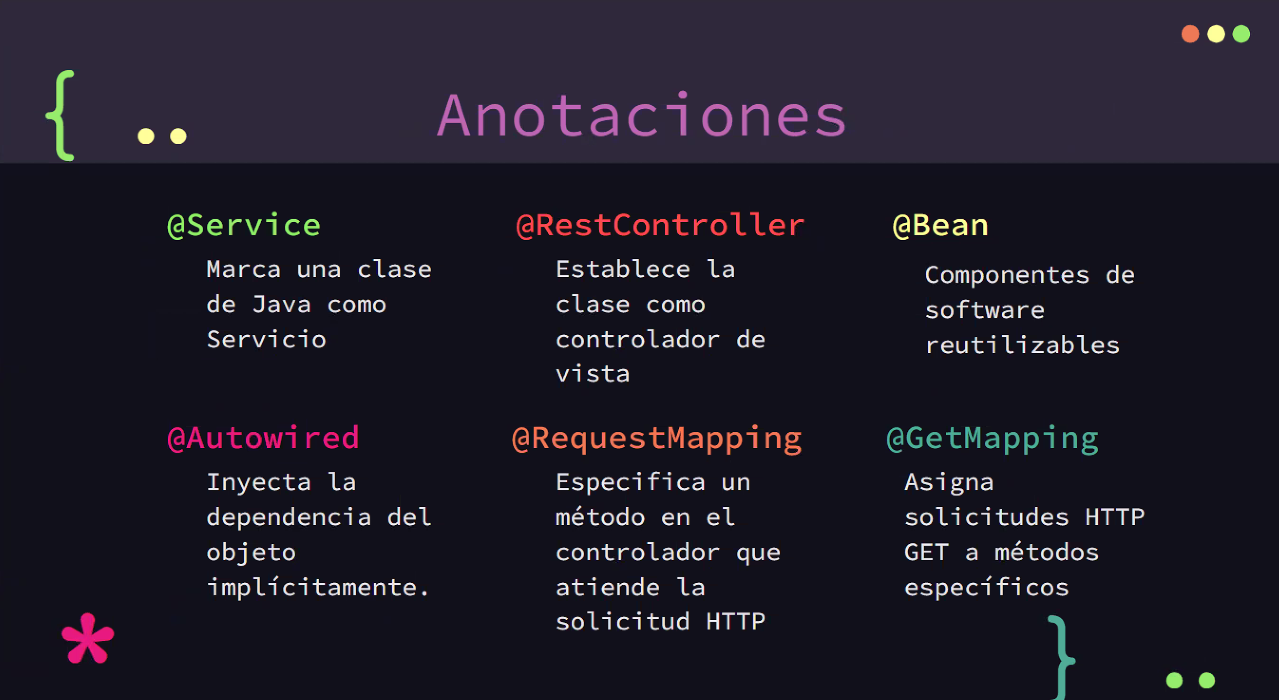 { ..
Anotaciones
@Service
Marca una clase
de Java como
Servicio
@RestController
Establece la
clase como
controlador de
vista
@Bean
Componentes de
software
reutilizables
@Autowired
Inyecta la
dependencia del
objeto
implícitamente.
@RequestMapping
Especifica un
método en el
controlador que
atiende la
solicitud HTTP
@GetMapping
Asigna
solicitudes HTTP
GET a métodos
específicos
*
} ..